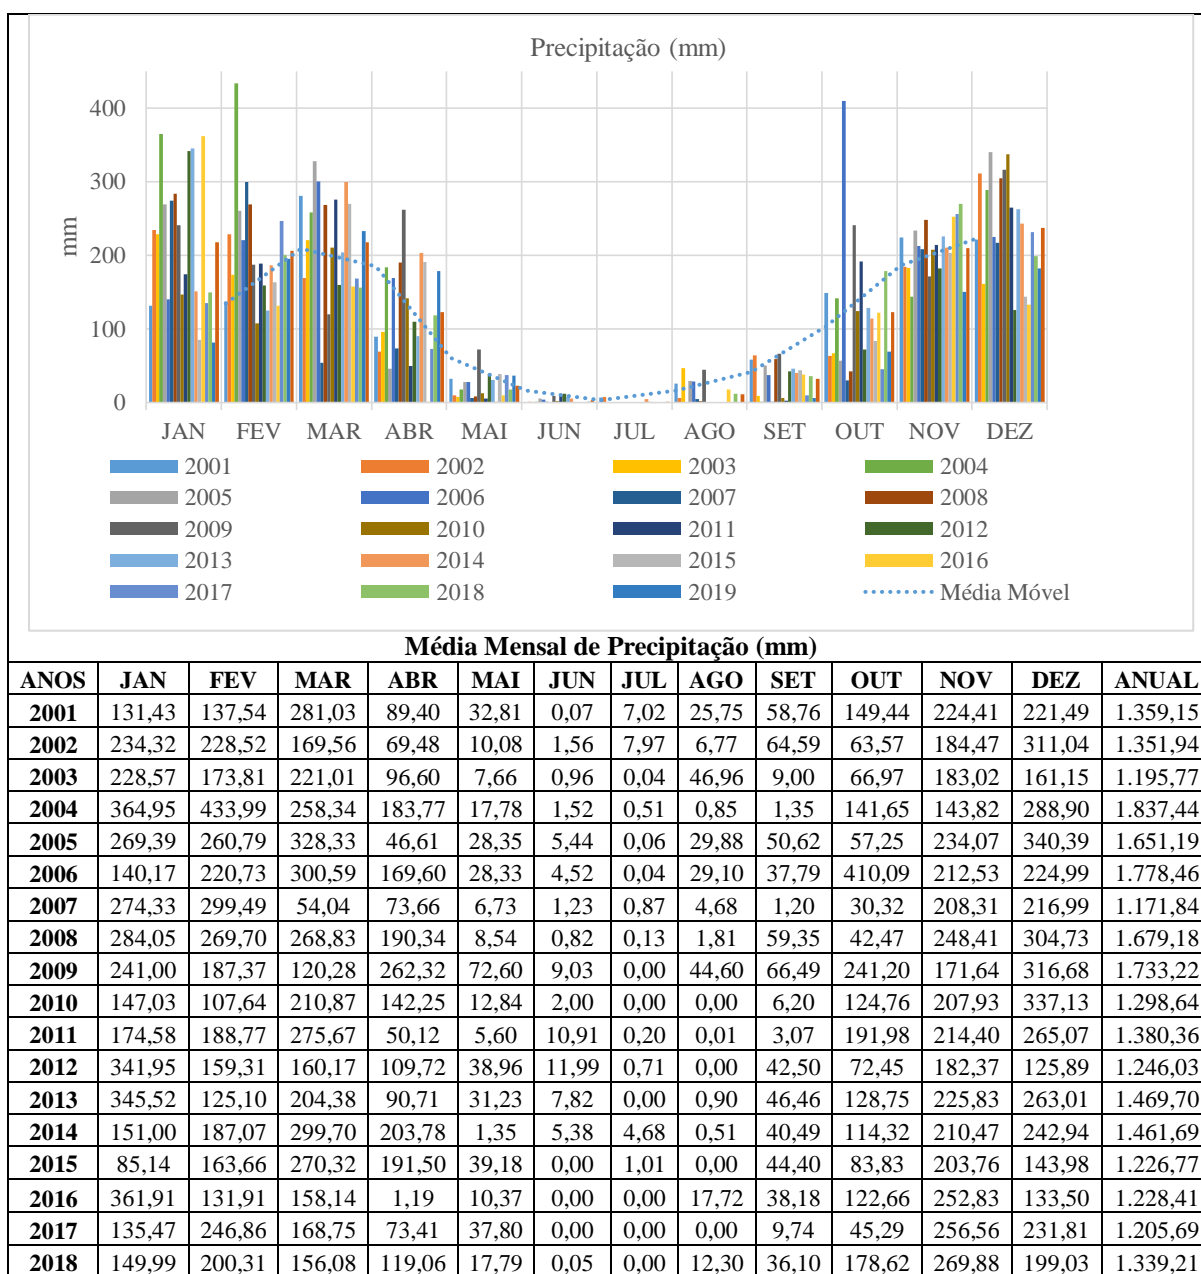 Precipitação (mm)
400
300
200
100
0
mm
JAN FEV MAR ABR MAI JUN JUL AGO SET OUT NOV DEZ
2001 2002 2003 2004
2005 2006 2007 2008
2009 2010 2011 2012
2013 2014 2015 2016
2017 2018 2019 Média Móvel
Média Mensal de Precipitação (mm)
ANOS JAN FEV MAR ABR MAI JUN JUL AGO SET OUT NOV DEZ ANUAL
2001 131,43 137,54 281,03 89,40 32,81 0,07 7,02 25,75 58,76 149,44 224,41 221,49 1.359,15
2002 234,32 228,52 169,56 69,48 10,08 1,56 7,97 6,77 64,59 63,57 184,47 311,04 1.351,94
2003 228,57 173,81 221,01 96,60 7,66 0,96 0,04 46,96 9,00 66,97 183,02 161,15 1.195,77
2004 364,95 433,99 258,34 183,77 17,78 1,52 0,51 0,85 1,35 141,65 143,82 288,90 1.837,44
2005 269,39 260,79 328,33 46,61 28,35 5,44 0,06 29,88 50,62 57,25 234,07 340,39 1.651,19
2006 140,17 220,73 300,59 169,60 28,33 4,52 0,04 29,10 37,79 410,09 212,53 224,99 1.778,46
2007 274,33 299,49 54,04 73,66 6,73 1,23 0,87 4,68 1,20 30,32 208,31 216,99 1.171,84
2008 284,05 269,70 268,83 190,34 8,54 0,82 0,13 1,81 59,35 42,47 248,41 304,73 1.679,18
2009 241,00 187,37 120,28 262,32 72,60 9,03 0,00 44,60 66,49 241,20 171,64 316,68 1.733,22
2010 147,03 107,64 210,87 142,25 12,84 2,00 0,00 0,00 6,20 124,76 207,93 337,13 1.298,64
2011 174,58 188,77 275,67 50,12 5,60 10,91 0,20 0,01 3,07 191,98 214,40 265,07 1.380,36
2012 341,95 159,31 160,17 109,72 38,96 11,99 0,71 0,00 42,50 72,45 182,37 125,89 1.246,03
2013 345,52 125,10 204,38 90,71 31,23 7,82 0,00 0,90 46,46 128,75 225,83 263,01 1.469,70
2014 151,00 187,07 299,70 203,78 1,35 5,38 4,68 0,51 40,49 114,32 210,47 242,94 1.461,69
2015 85,14 163,66 270,32 191,50 39,18 0,00 1,01 0,00 44,40 83,83 203,76 143,98 1.226,77
2016 361,91 131,91 158,14 1,19 10,37 0,00 0,00 17,72 38,18 122,66 252,83 133,50 1.228,41
2017 135,47 246,86 168,75 73,41 37,80 0,00 0,00 0,00 9,74 45,29 256,56 231,81 1.205,69
2018 149,99 200,31 156,08 119,06 17,79 0,05 0,00 12,30 36,10 178,62 269,88 199,03 1.339,21